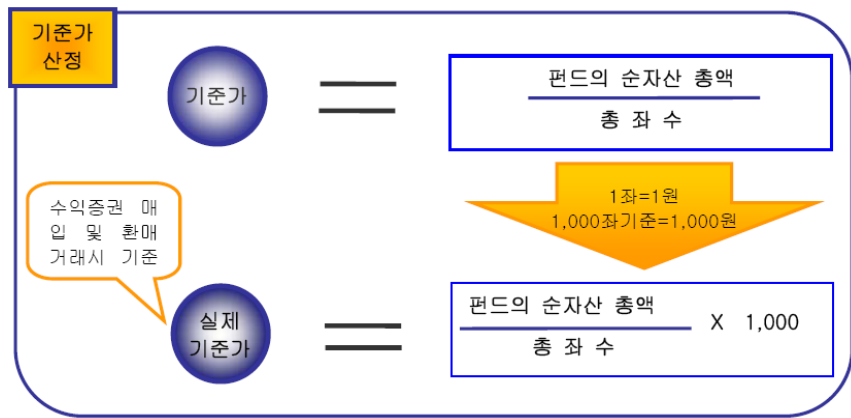 기준가
산정
기준가
펀드의 순자산 총액
총 좌 수
1좌=1원
1,000좌기준=1,000원
수익증권 매
입 및 환매
거래시 기준
실제
기준가
펀드의 순자산 총액
총 좌 수
X 1,000